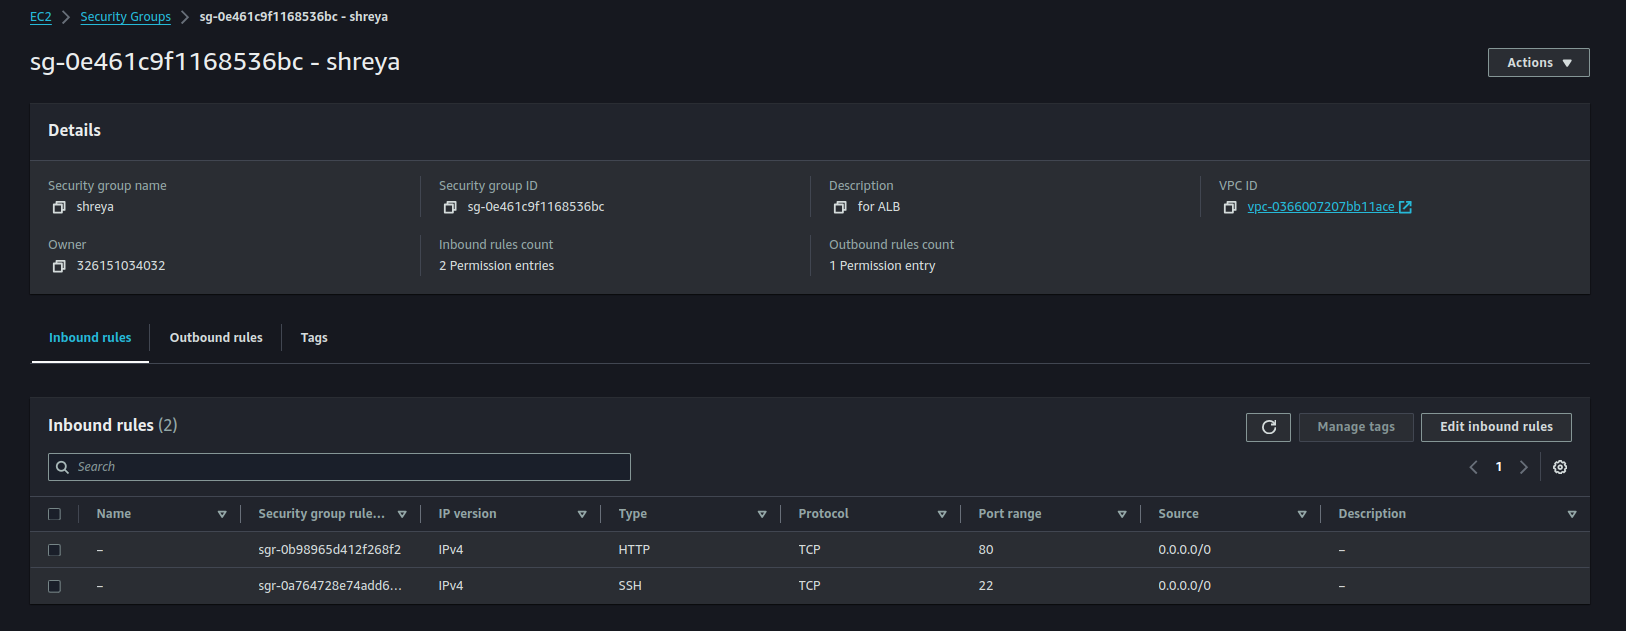 EC2 > Security Groups > sg-0e461c9f1168536bc - shreya
sg-0e461c9f1168536bc - shreya
Actions
Details
Security group name Security group ID Description VPC ID
shreya sg-0e461c9f1168536bc for ALB vpc-0366007207bb11ace
Owner Inbound rules count Outbound rules count
326151034032 2 Permission entries 1 Permission entry
Inbound rules Outbound rules Tags
Inbound rules (2)
Manage tags Edit inbound rules
Search
1
Name Security group rule... IP version Type Protocol Port range Source Description
– sgr-0b98965d412f268f2 IPv4 HTTP TCP 80 0.0.0.0/0 –
– sgr-0a764728e74add6... IPv4 SSH TCP 22 0.0.0.0/0 –